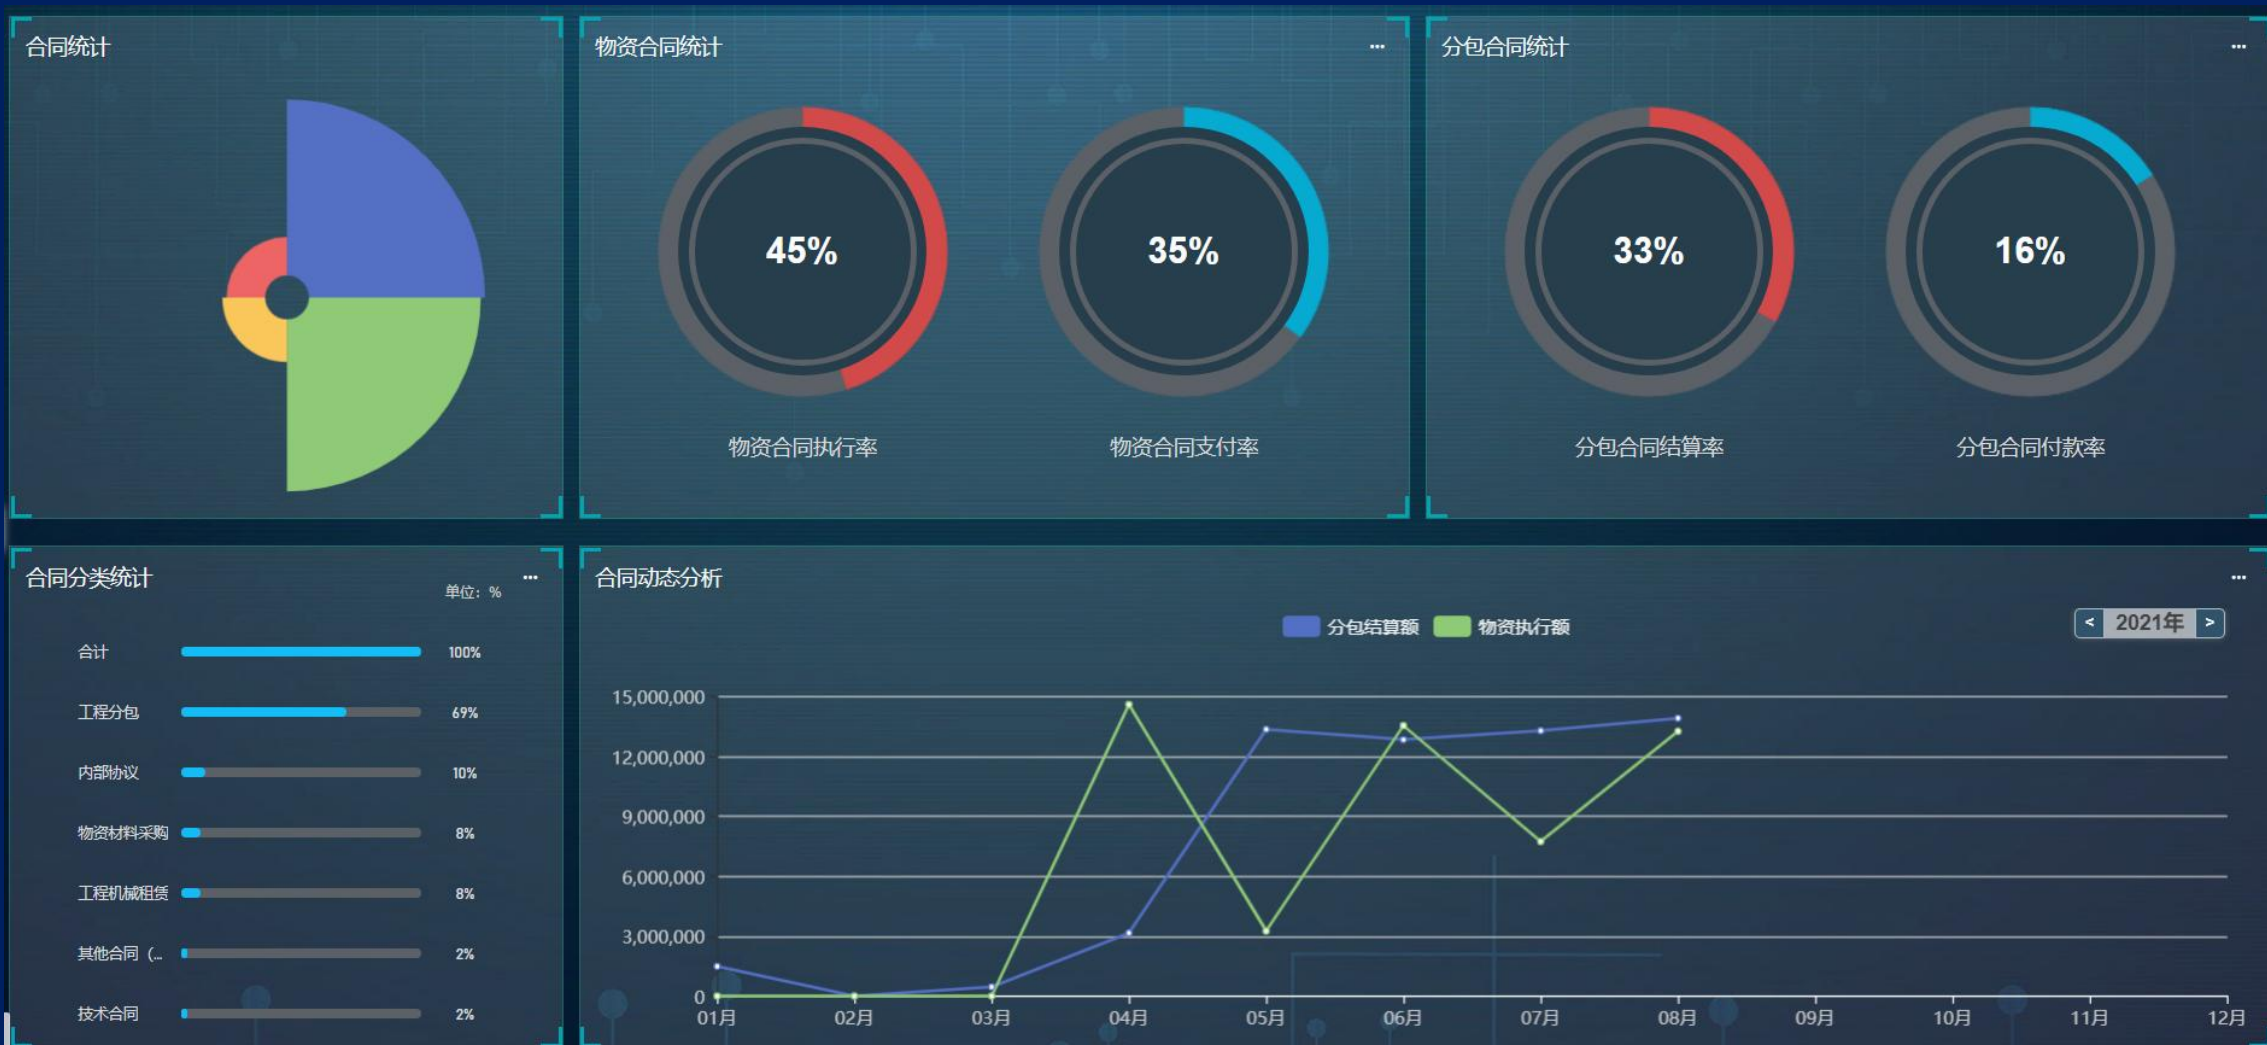 合同统计
物资合同统计
45%
35%
物资合同执行率
物资合同支付率
分包合同统计
33%
16%
分包合同结算率
分包合同付款率
合同分类统计
单位：%
合计 100%
工程分包 69%
内部协议 10%
物资材料采购 8%
工程机械租赁 8%
其他合同（... 2%
技术合同 2%
合同动态分析
分包结算额 物资执行额
< 2021年 >
15,000,000
12,000,000
9,000,000
6,000,000
3,000,000
0
01月 02月 03月 04月 05月 06月 07月 08月 09月 10月 11月 12月